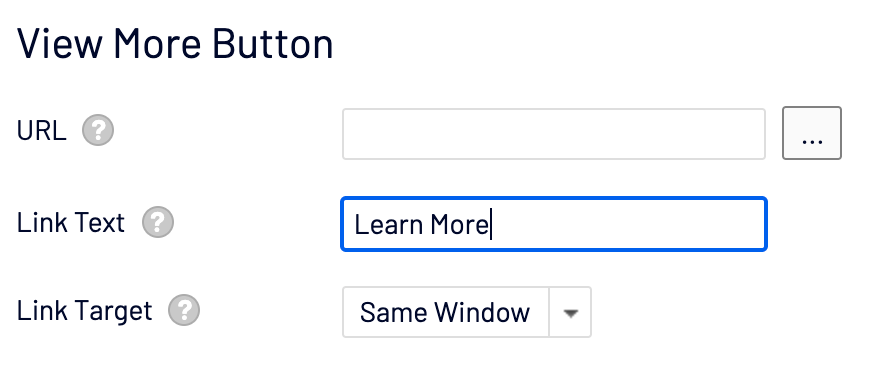 View More Button
URL ? ...
Link Text ? Learn More
Link Target ? Same Window